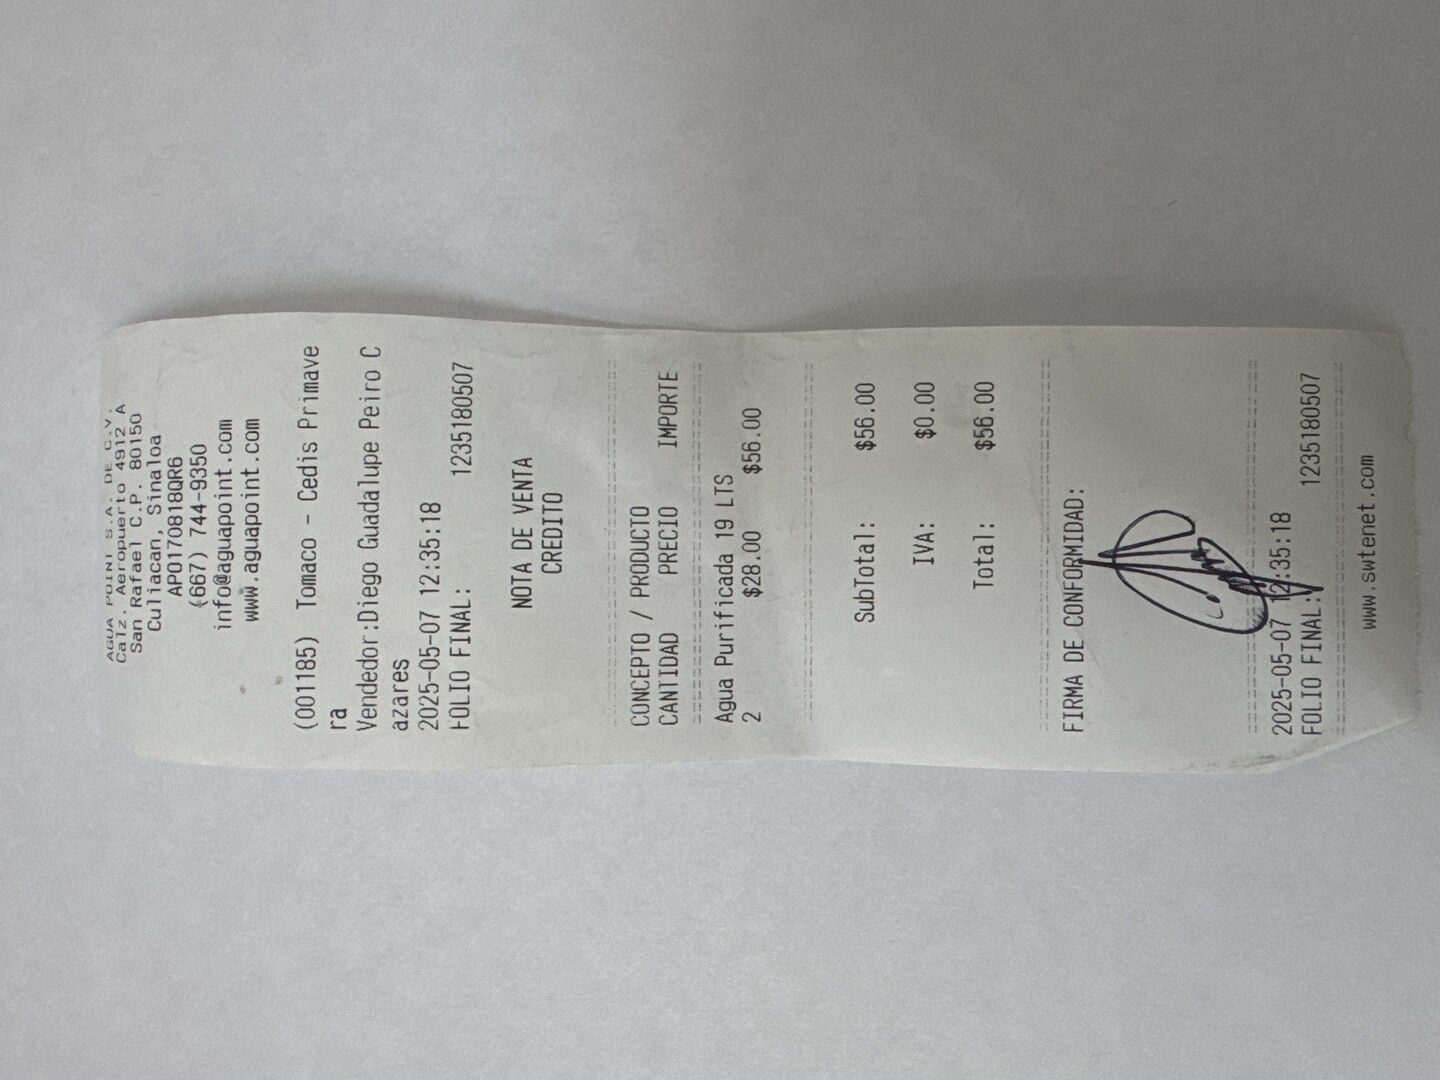 AGUA POINT S.A. DE C.V.
Calz. Aeropuerto 4912 A
San Rafael C.P. 80150
Culiacan, Sinaloa
APO170818QR6
(667) 744-9350
info@aguapoint.com
www.aguapoint.com
(001185) Tomaco - Cedis Primave
ra
Vendedor:Diego Guadalupe Peiro C
azares
2025-05-07 12:35:18
FOLIO FINAL: 1235180507
NOTA DE VENTA
CREDITO
CONCEPTO / PRODUCTO
CANTIDAD PRECIO IMPORTE
Agua Purificada 19 LTS
2 $28.00 $56.00
SubTotal: $56.00
IVA: $0.00
Total: $56.00
FIRMA DE CONFORMIDAD:
2025-05-07 12:35:18
FOLIO FINAL: 1235180507
www.swtenet.com